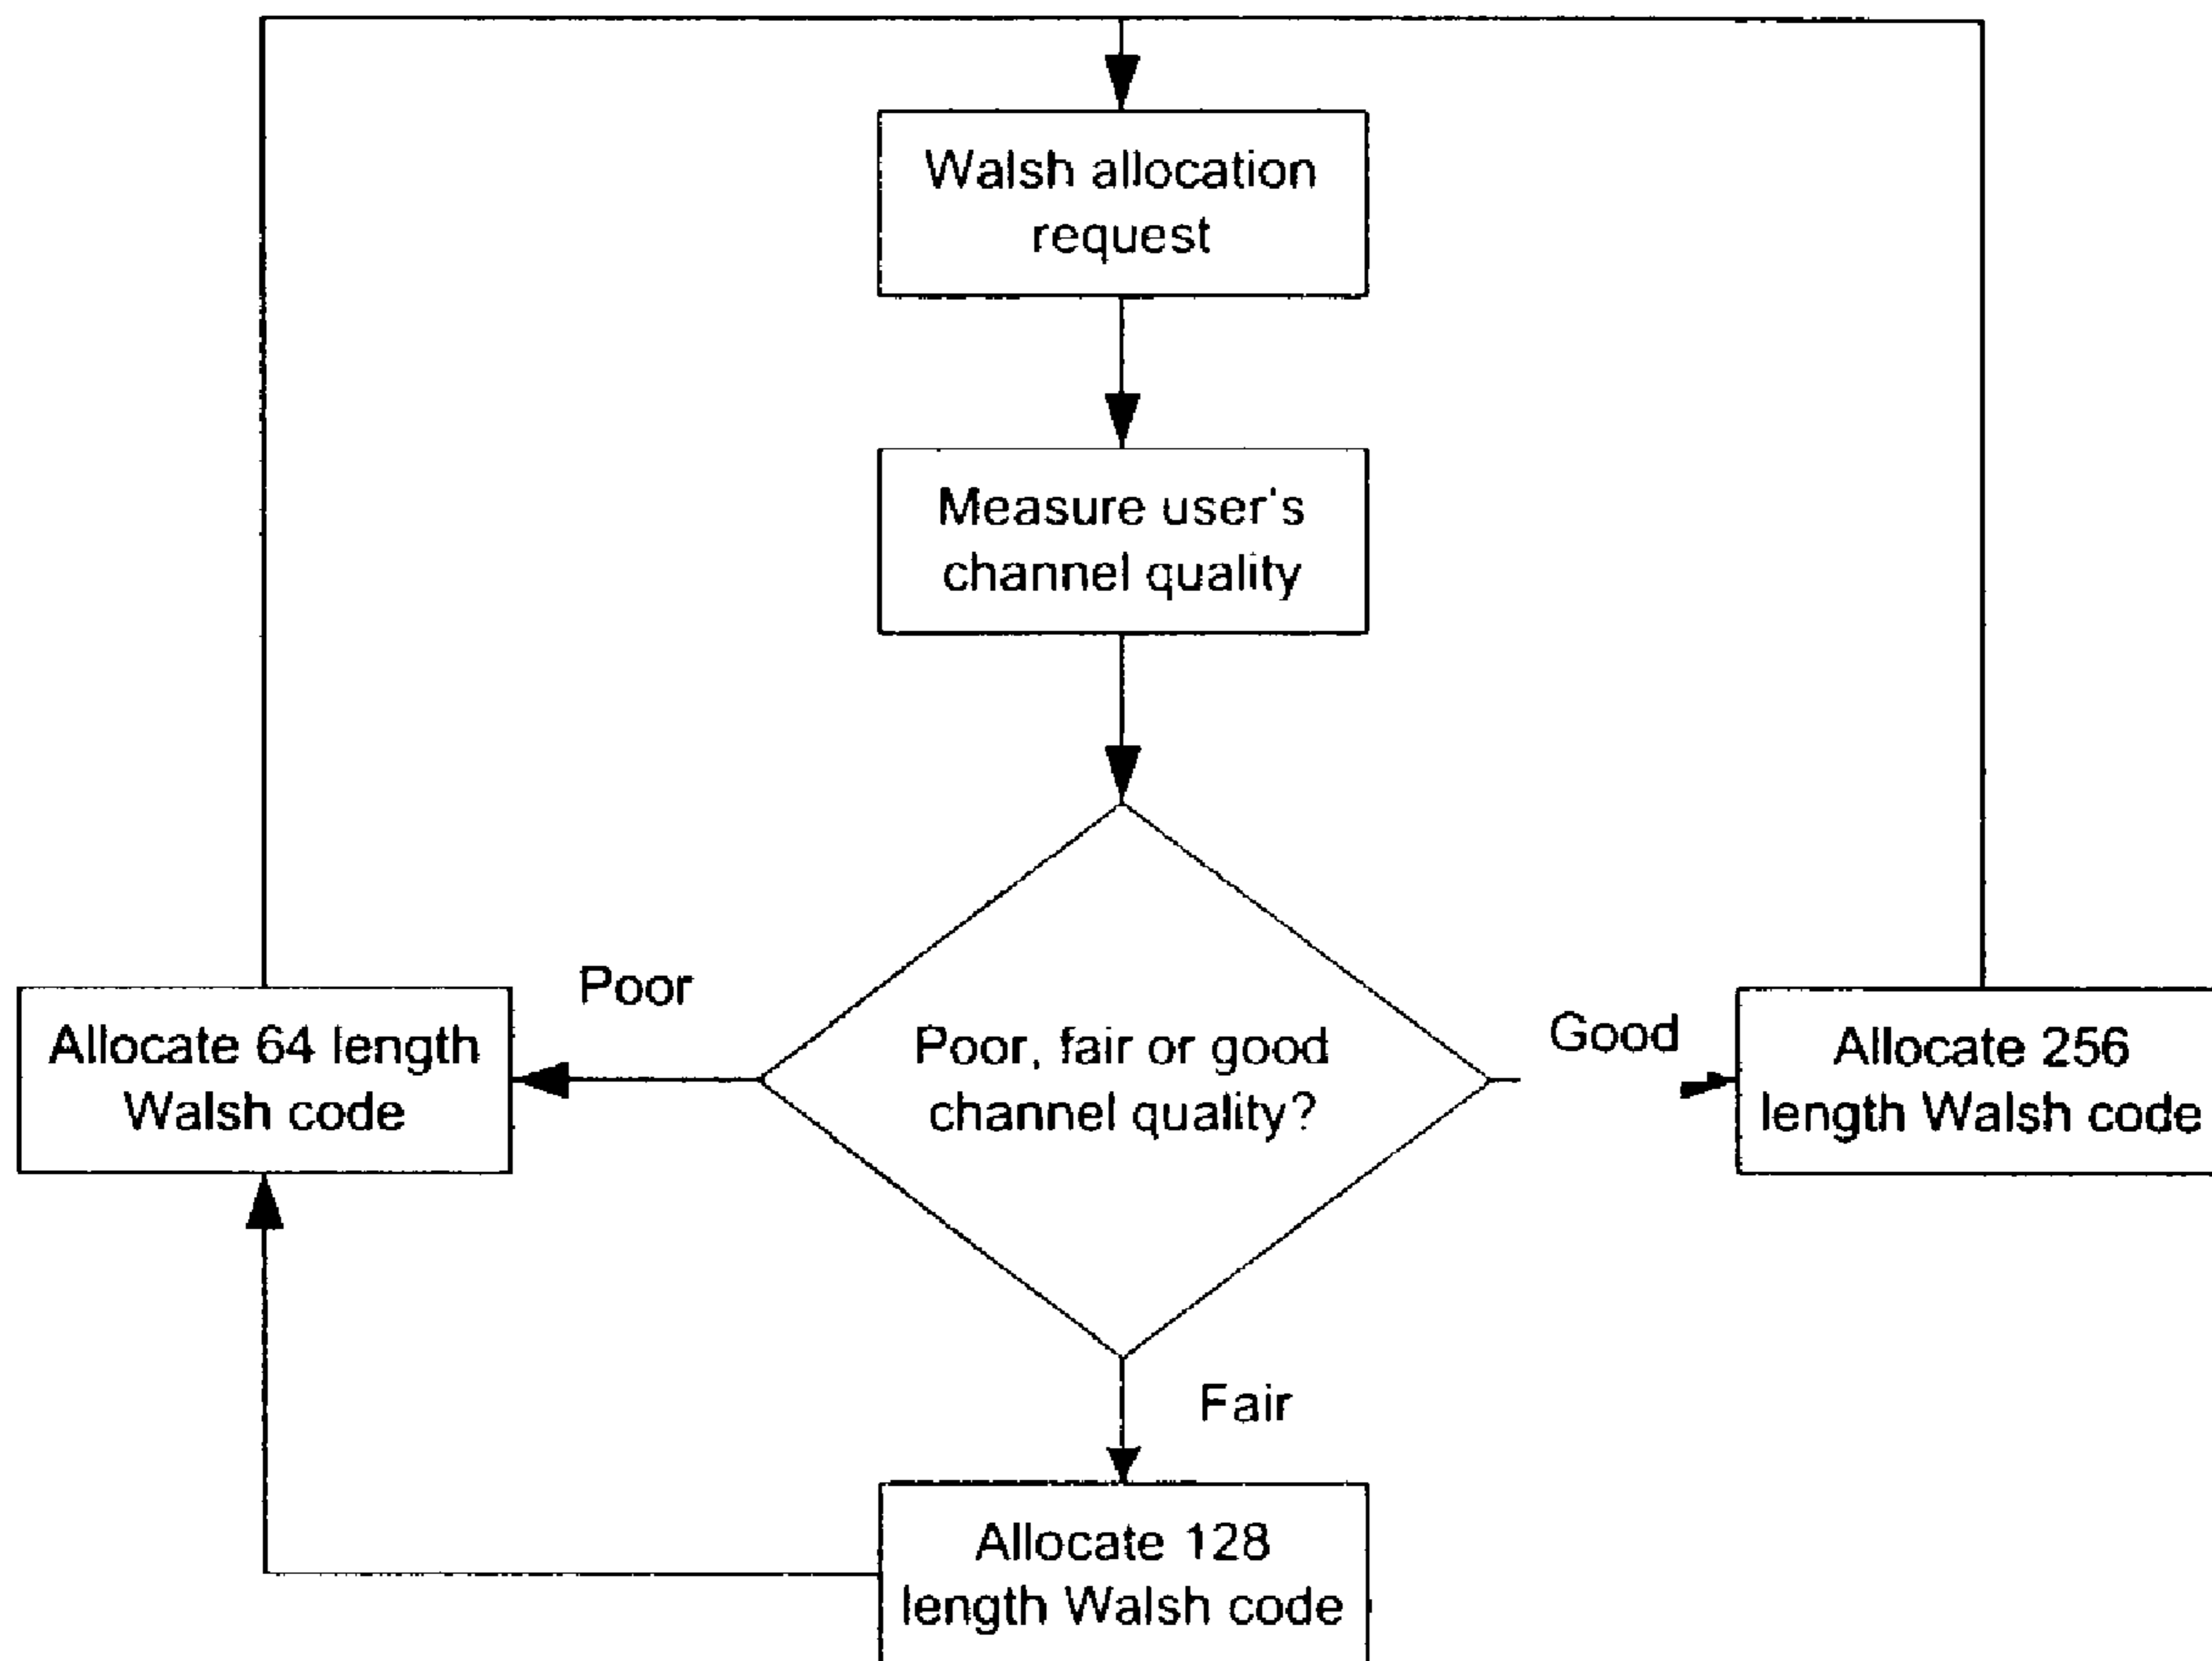 Walsh allocation
request
Measure user's
channel quality
Poor
Poor, fair or good
channel quality?
Good
Allocate 64 length
Walsh code
Allocate 256
length Walsh code
Fair
Allocate 128
length Walsh code